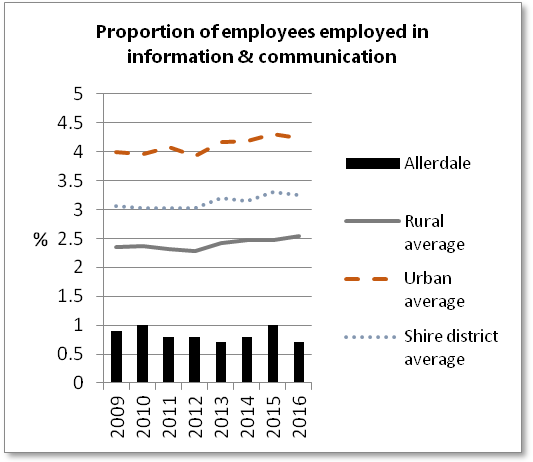 Proportion of employees employed in
information & communication
5
4.5
4
3.5
3
2.5
2
1.5
1
0.5
0
%
2009
2010
2011
2012
2013
2014
2015
2016
Allerdale
Rural
average
Urban
average
Shire district
average